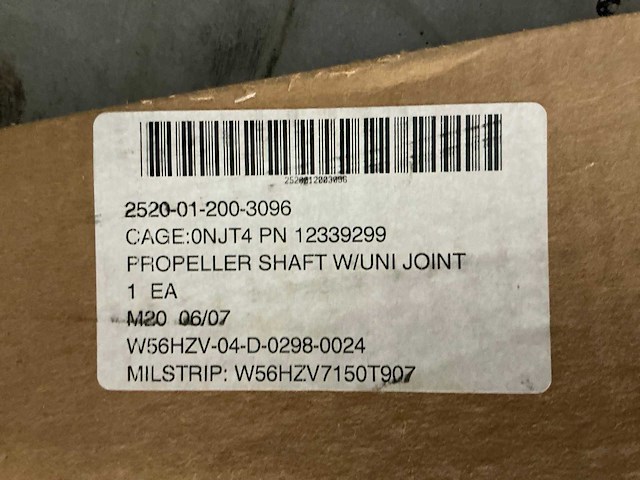 2520012003096
2520-01-200-3096
CAGE:0NJT4 PN 12339299
PROPELLER SHAFT W/UNI JOINT
1 EA
M20 06/07
W56HZV-04-D-0298-0024
MILSTRIP: W56HZV7150T907